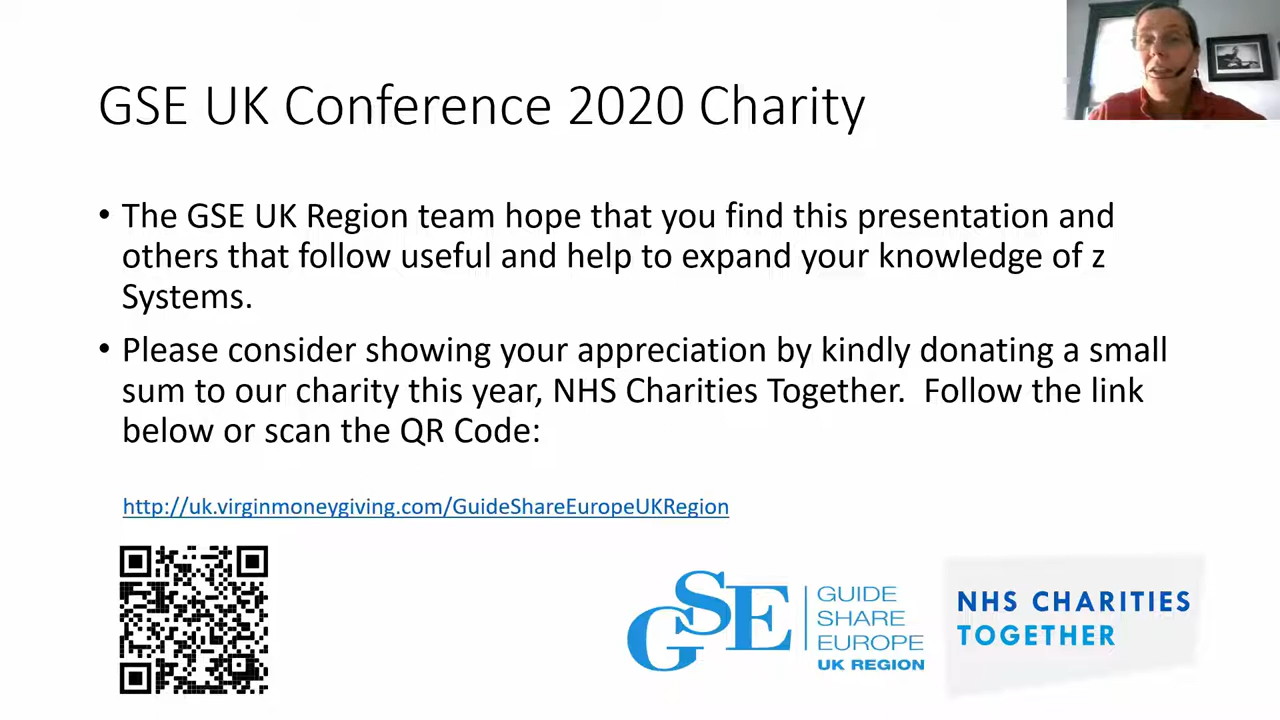 GSE UK Conference 2020 Charity
• The GSE UK Region team hope that you find this presentation and
others that follow useful and help to expand your knowledge of z
Systems.
• Please consider showing your appreciation by kindly donating a small
sum to our charity this year, NHS Charities Together.  Follow the link
below or scan the QR Code:
http://uk.virginmoneygiving.com/GuideShareEuropeUKRegion
GSE
GUIDE
SHARE
EUROPE
UK REGION
NHS CHARITIES
TOGETHER